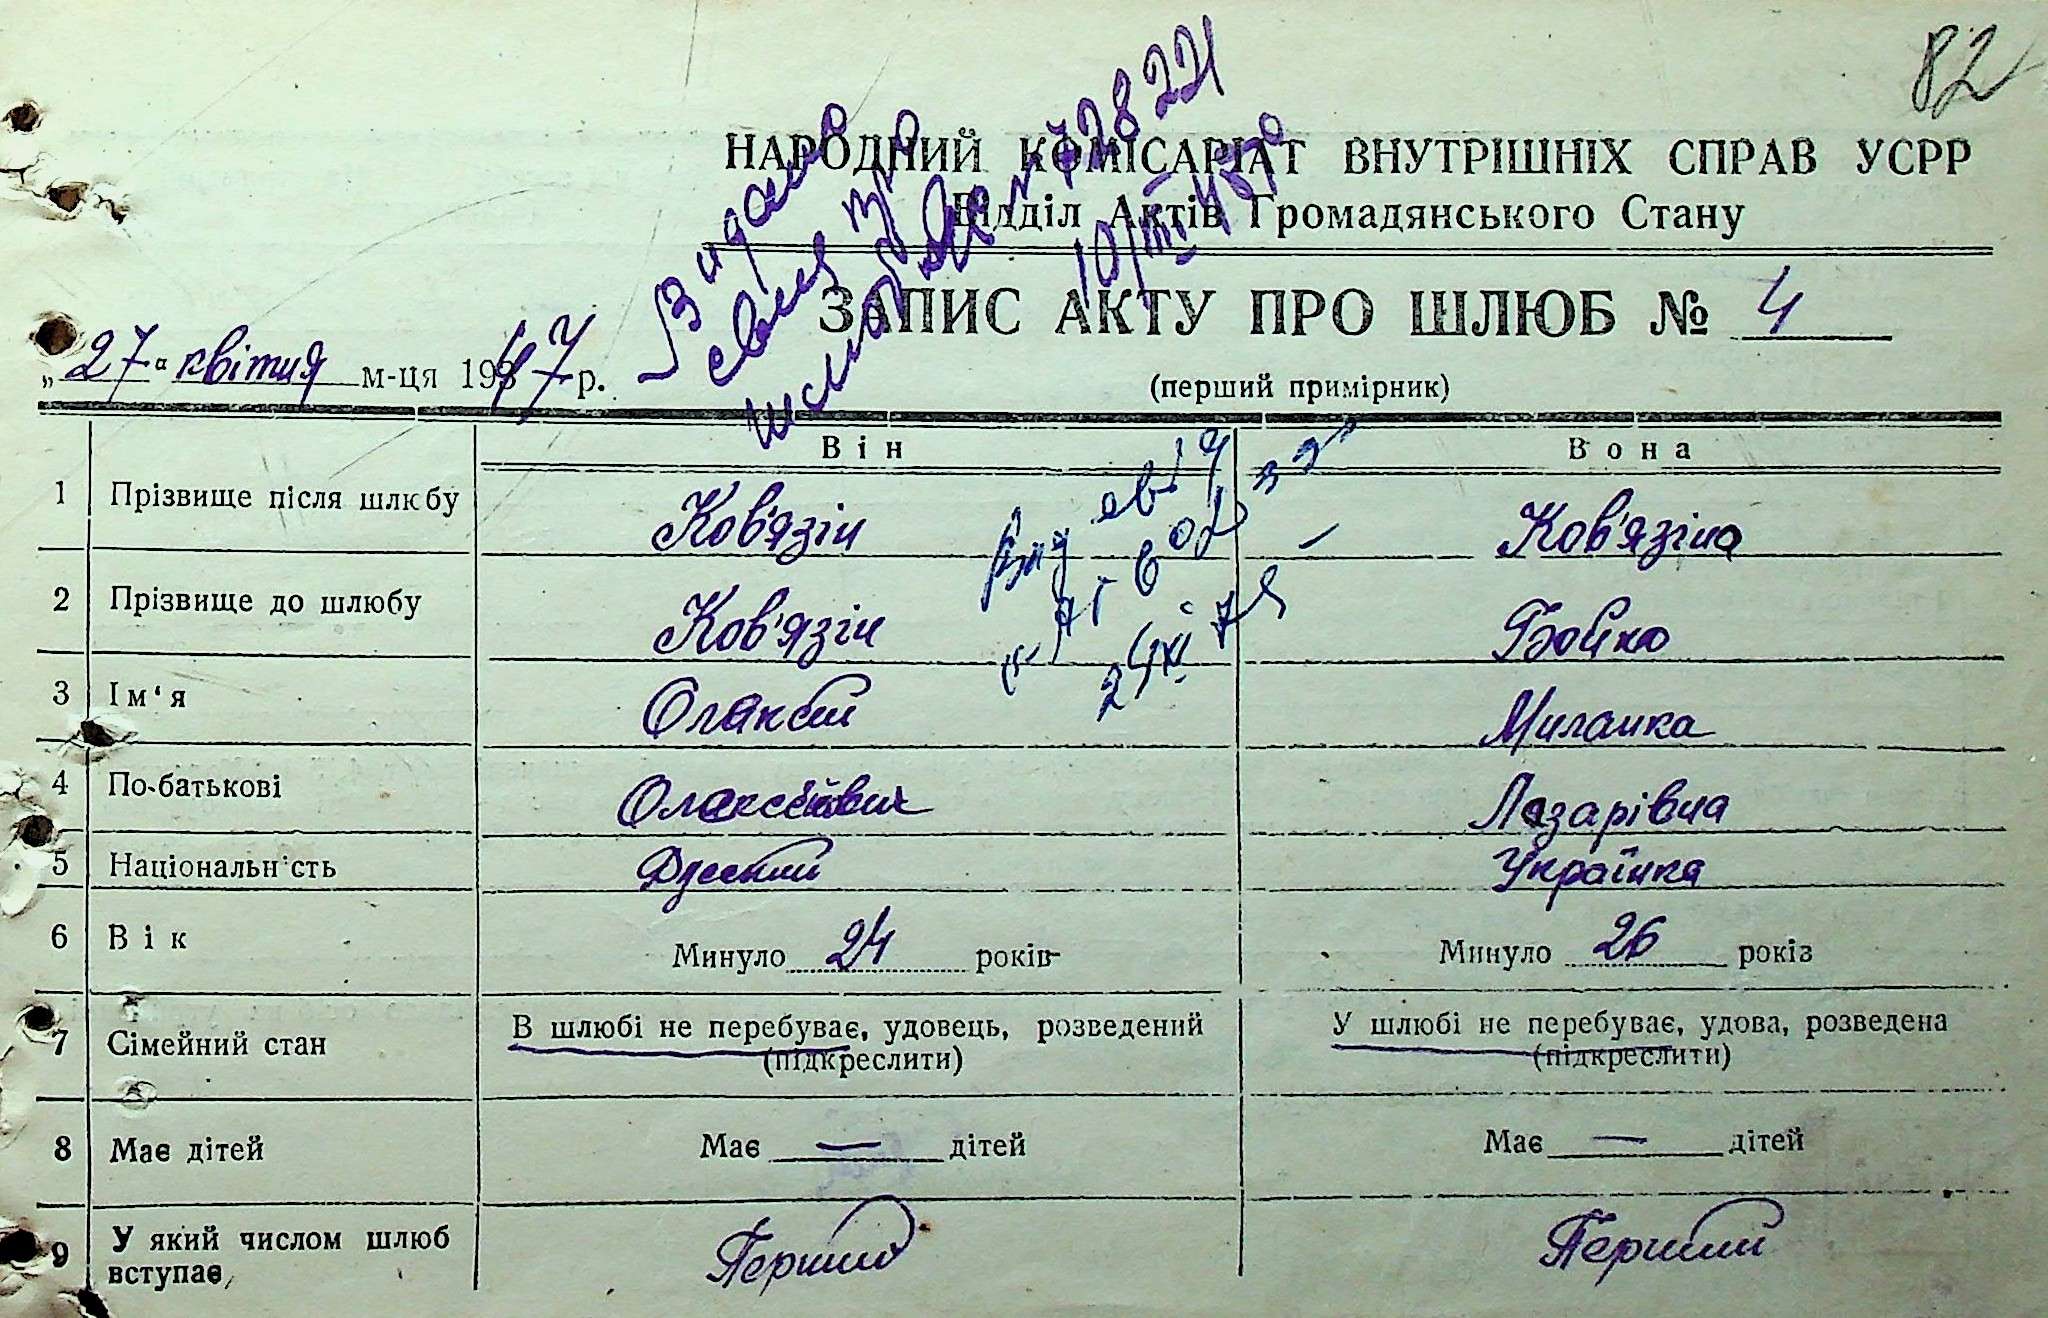 82
НАРОДНИЙ КОМІСАРІАТ ВНУТРІШНІХ СПРАВ УСРР
Відділ Актів Громадянського Стану
ЗАПИС АКТУ ПРО ШЛЮБ № 4
„27“ квітня м-ця 1947 р.
(перший примірник)
Видано
Він Вона
1 Прізвище після шлюбу Ков'язін Ков'язіна
2 Прізвище до шлюбу Ков'язін Бойко
3 Ім'я Олексій Миланка
4 По-батькові Олексійович Лазарівна
5 Національність Русский Українка
6 Вік Минуло 24 років Минуло 26 років
7 Сімейний стан В шлюбі не перебуває, удовець, розведений У шлюбі не перебуває, удова, розведена
(підкреслити) (підкреслити)
8 Має дітей Має — дітей Має — дітей
9 У який числом шлюб вступає, Перший Перший